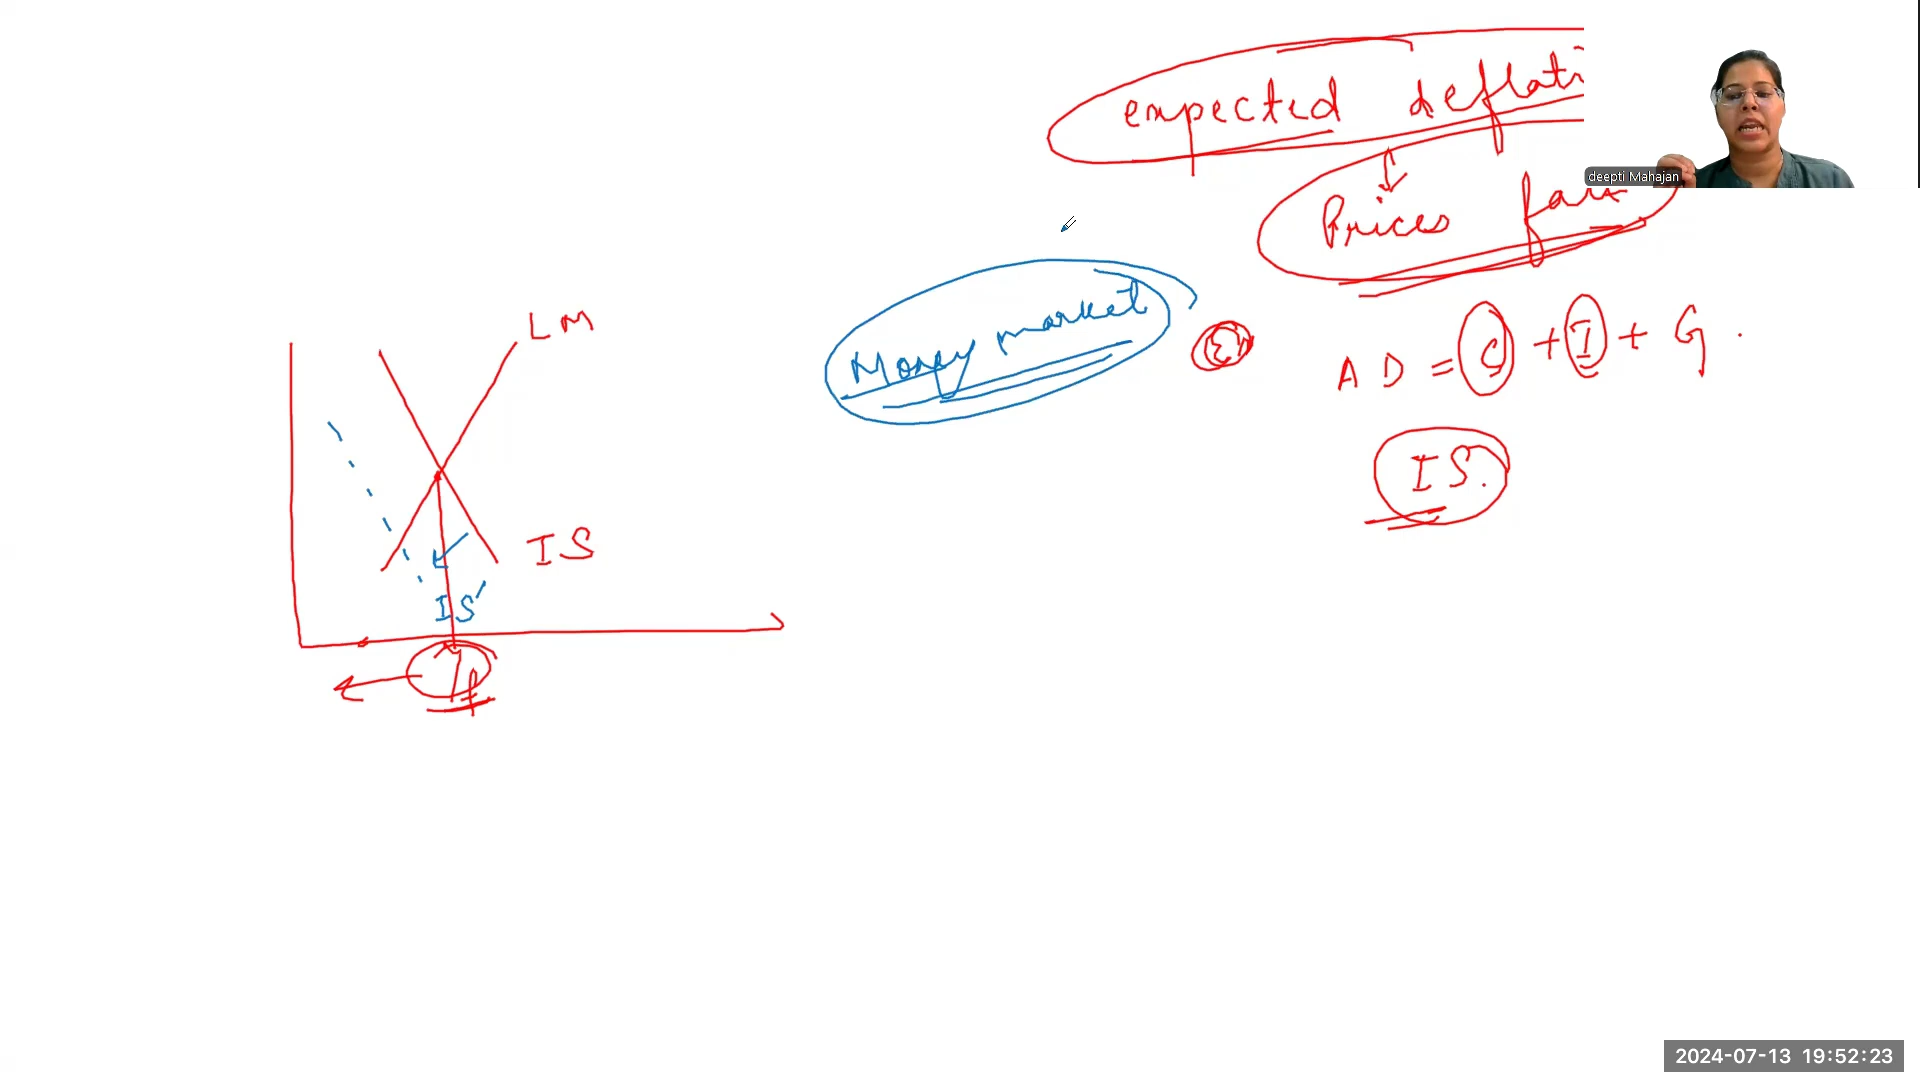 expected deflati
deepti Mahajan
Prices fall
Money market
AD = C + I + G
IS
LM
IS
IS'
2024-07-13 19:52:23